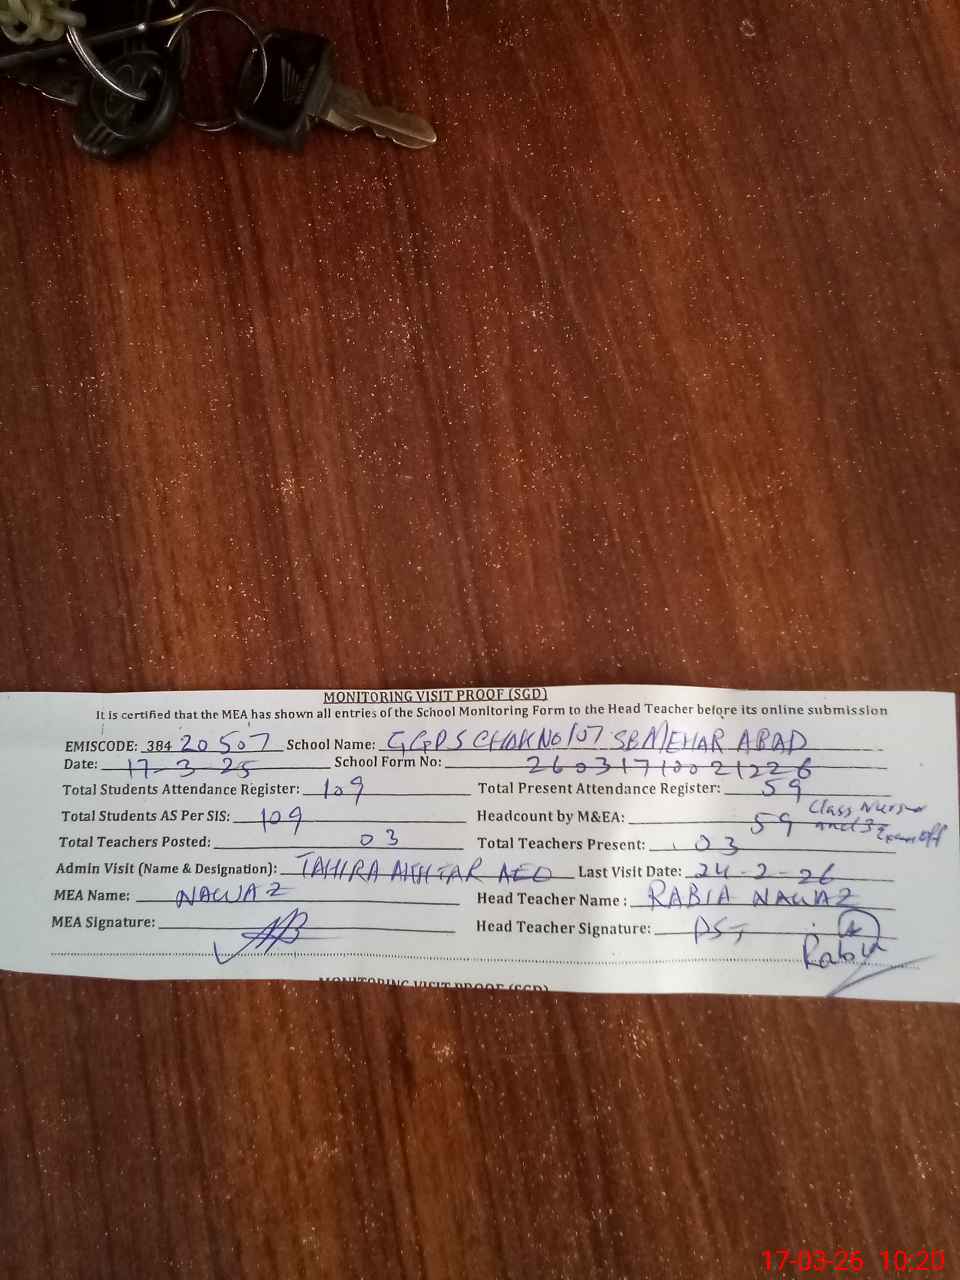 MONITORING VISIT PROOF (SGD)
It is certified that the MEA has shown all entries of the School Monitoring Form to the Head Teacher before its online submission
EMISCODE: 384 20507 School Name: GGPS CHAK NO 107 SB MEHAR ABAD
Date: 17-3-25 School Form No: 2603171002122 6
Total Students Attendance Register: 109 Total Present Attendance Register: 59
Total Students AS Per SIS: 109 Headcount by M&EA: 59 Class Nursery and 3 Exam off
Total Teachers Posted: 03 Total Teachers Present: 03
Admin Visit (Name & Designation): TAHIRA AKHTAR AEO Last Visit Date: 24-2-26
MEA Name: NAWAZ Head Teacher Name : RABIA NAWAZ
MEA Signature: Head Teacher Signature: PST
Rabia
MONITORING VISIT PROOF (SGD)
17-03-26 10:20